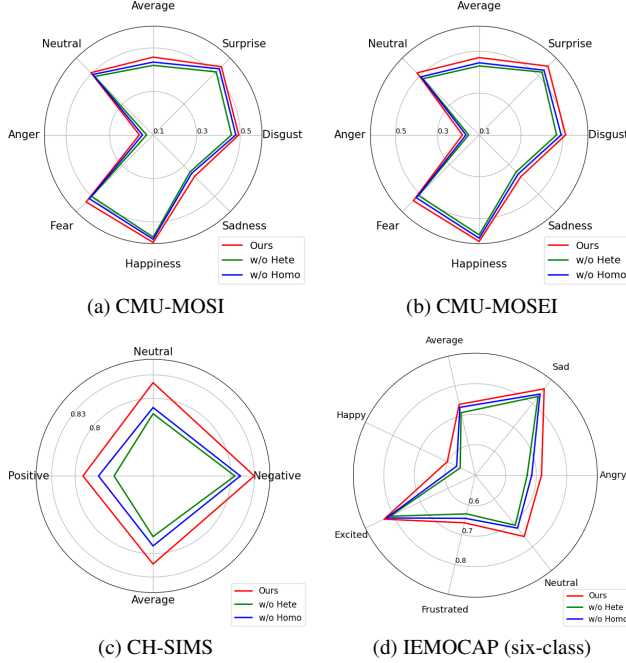 Average
Neutral
Surprise
Anger
0.1
0.3
0.5
Disgust
Fear
Sadness
Happiness
Ours
w/o Hete
w/o Homo
(a) CMU-MOSI
Average
Neutral
Surprise
Anger
0.5
0.3
0.1
Disgust
Fear
Sadness
Happiness
Ours
w/o Hete
w/o Homo
(b) CMU-MOSEI
Neutral
0.83
0.8
Positive
Negative
Average
Ours
w/o Hete
w/o Homo
(c) CH-SIMS
Average
Sad
Happy
Angry
0.6
0.7
0.8
Excited
Neutral
Frustrated
Ours
w/o Hete
w/o Homo
(d) IEMOCAP (six-class)